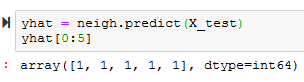 yhat = neigh.predict(X_test)
yhat[0:5]
: array([1, 1, 1, 1, 1], dtype=int64)